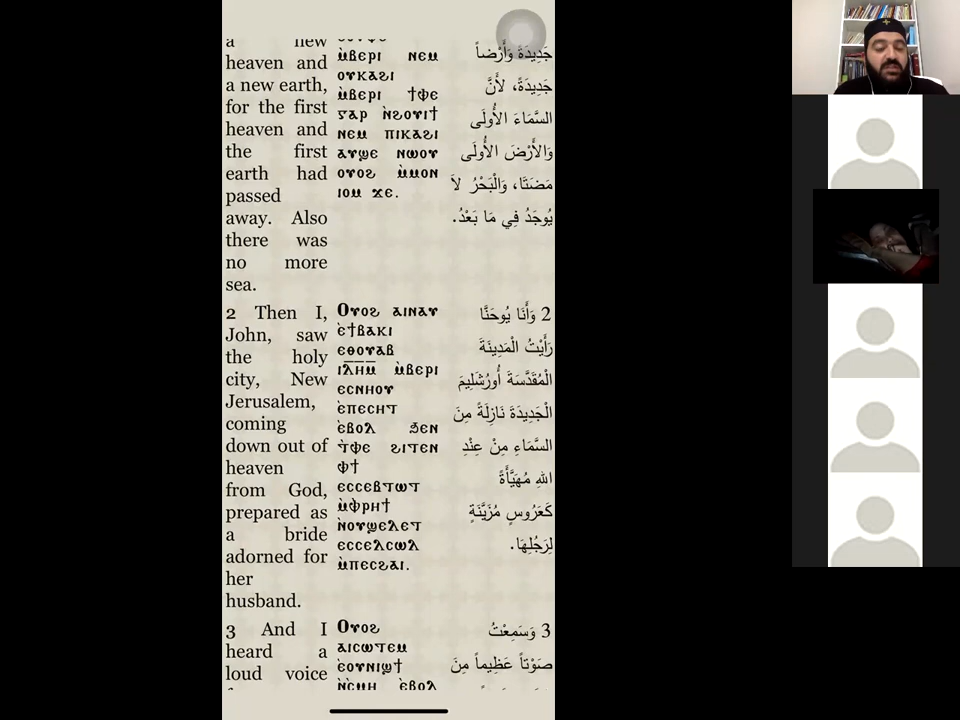 a new
heaven and
a new earth,
for the first
heaven and
the first
earth had
passed
away. Also
there was
no more
sea.
2 Then I,
John, saw
the holy
city, New
Jerusalem,
coming
down out of
heaven
from God,
prepared as
a bride
adorned for
her
husband.
3 And I
heard a
loud voice
ⲙ̀ⲃⲉⲣⲓ ⲛⲉⲙ
ⲟⲩⲕⲁϩⲓ
ⲙ̀ⲃⲉⲣⲓ ϯⲫⲉ
ⲅⲁⲣ ⲛ̀ϩⲟⲩⲓϯ
ⲛⲉⲙ ⲡⲓⲕⲁϩⲓ
ⲁⲩϣⲉ ⲛⲱⲟⲩ
ⲟⲩⲟϩ ⲙ̀ⲙⲟⲛ
ⲓⲟⲙ ϫⲉ.
Ⲟⲩⲟϩ ⲁⲓⲛⲁⲩ
ⲉ̀ϯⲃⲁⲕⲓ
ⲉⲑⲟⲩⲁⲃ
ⲓ̅ⲗ̅ⲏ̅ⲙ̅ ⲙ̀ⲃⲉⲣⲓ
ⲉⲥⲛⲏⲟⲩ
ⲉ̀ⲡⲉⲥⲏⲧ
ⲉ̀ⲃⲟⲗ ϧⲉⲛ
ⲧ̀ⲫⲉ ϩⲓⲧⲉⲛ
ⲫϯ
ⲉⲥⲥⲉⲃⲧⲱⲧ
ⲙ̀ⲫ̀ⲣⲏϯ
ⲛ̀ⲟⲩϣⲉⲗⲉⲧ
ⲉⲥⲥⲉⲗⲥⲱⲗ
ⲙ̀ⲡⲉⲥϩⲁⲓ.
Ⲟⲩⲟϩ
ⲁⲓⲥⲱⲧⲉⲙ
ⲉ̀ⲟⲩⲛⲓϣϯ
ⲛ̀ⲥ̀ⲙⲏ ⲉ̀ⲃⲟⲗ
جَدِيدَةً وَأَرْضاً
جَدِيدَةً، لأَنَّ
السَّمَاءَ الأُولَى
وَالأَرْضَ الأُولَى
مَضَتَا، وَالْبَحْرُ لاَ
يُوجَدُ فِي مَا بَعْدُ.
2 وَأَنَا يُوحَنَّا
رَأَيْتُ الْمَدِينَةَ
الْمُقَدَّسَةَ أُورُشَلِيمَ
الْجَدِيدَةَ نَازِلَةً مِنَ
السَّمَاءِ مِنْ عِنْدِ
اللهِ مُهَيَّأَةً
كَعَرُوسٍ مُزَيَّنَةٍ
لِرَجُلِهَا.
3 وَسَمِعْتُ
صَوْتاً عَظِيماً مِنَ